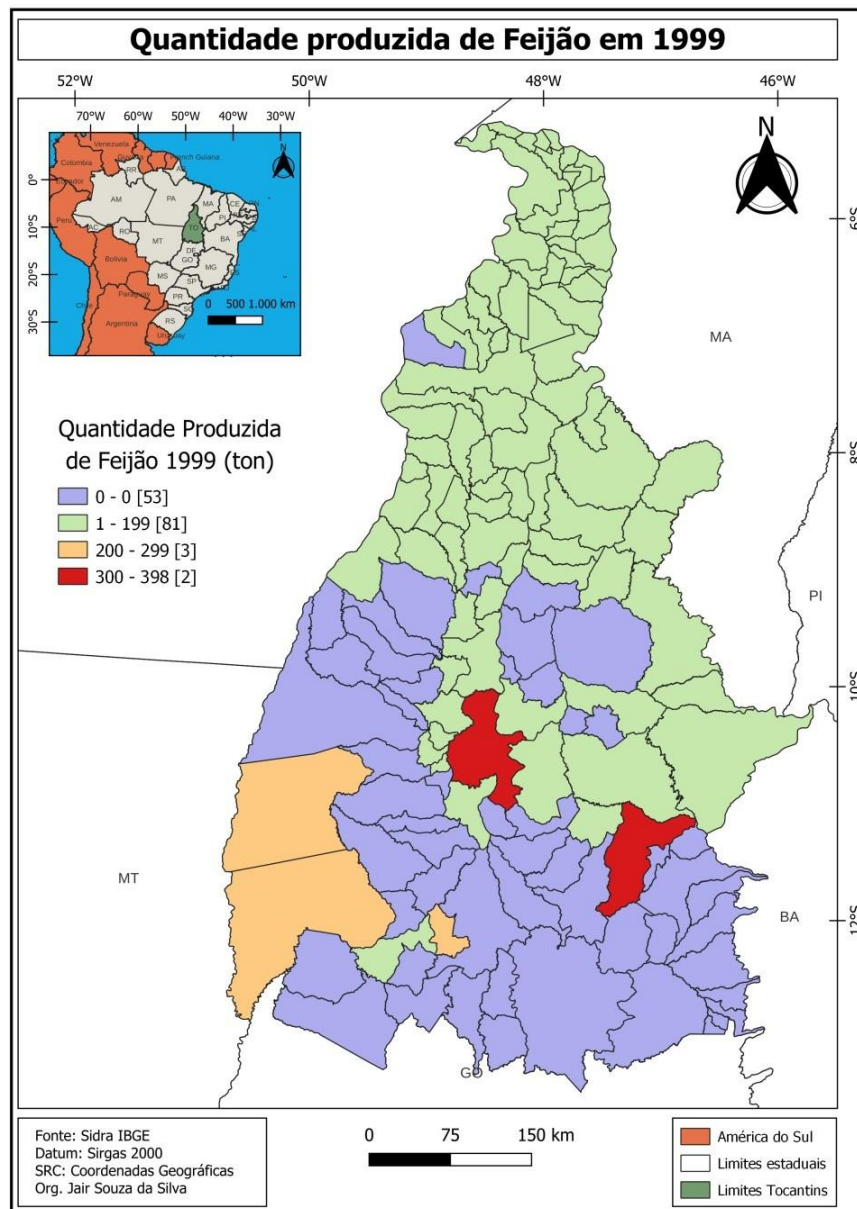 Quantidade produzida de Feijão em 1999
52°W 50°W 48°W 46°W
70°W 60°W 50°W 40°W 30°W
N
0°
10°S
20°S
30°S
Venezuela
Colombia
French Guiana
Ecuador
Peru
Bolivia
Paraguay
Chile
Argentina
Uruguay
RR
AM
PA
MA
CE
PI
AC
RO
TO
MT
BA
DF
GO
MG
MS
SP
ES
PR
SC
RS
0 500 1.000 km
N
6°S
8°S
10°S
12°S
MA
PI
BA
GO
MT
Quantidade Produzida
de Feijão 1999 (ton)
0 - 0 [53]
1 - 199 [81]
200 - 299 [3]
300 - 398 [2]
Fonte: Sidra IBGE
Datum: Sirgas 2000
SRC: Coordenadas Geográficas
Org. Jair Souza da Silva
0 75 150 km
América do Sul
Limites estaduais
Limites Tocantins